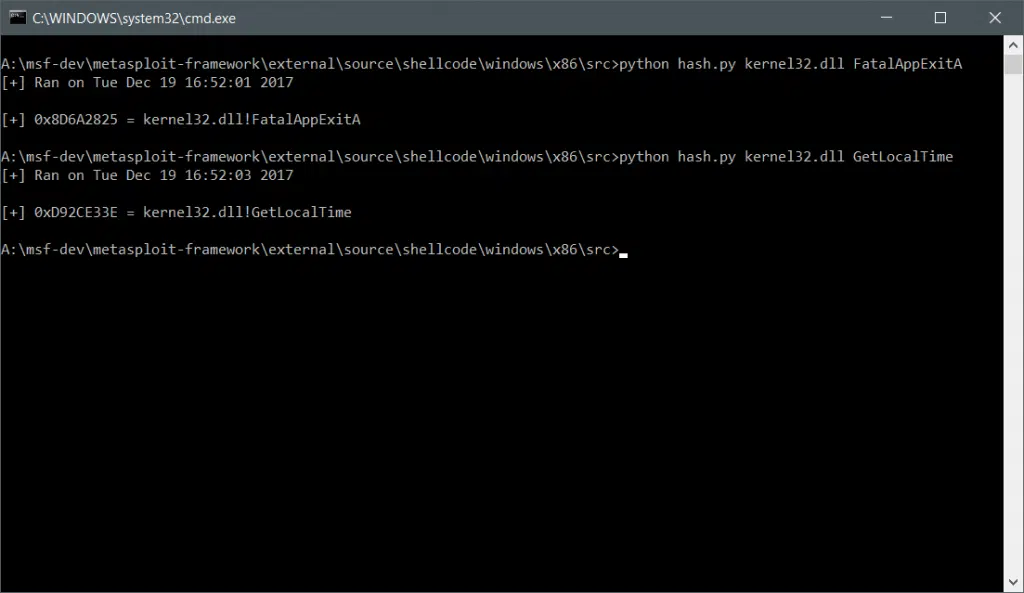 C:\WINDOWS\system32\cmd.exe
A:\msf-dev\metasploit-framework\external\source\shellcode\windows\x86\src>python hash.py kernel32.dll FatalAppExitA
[+] Ran on Tue Dec 19 16:52:01 2017
[+] 0x8D6A2825 = kernel32.dll!FatalAppExitA
A:\msf-dev\metasploit-framework\external\source\shellcode\windows\x86\src>python hash.py kernel32.dll GetLocalTime
[+] Ran on Tue Dec 19 16:52:03 2017
[+] 0xD92CE33E = kernel32.dll!GetLocalTime
A:\msf-dev\metasploit-framework\external\source\shellcode\windows\x86\src>